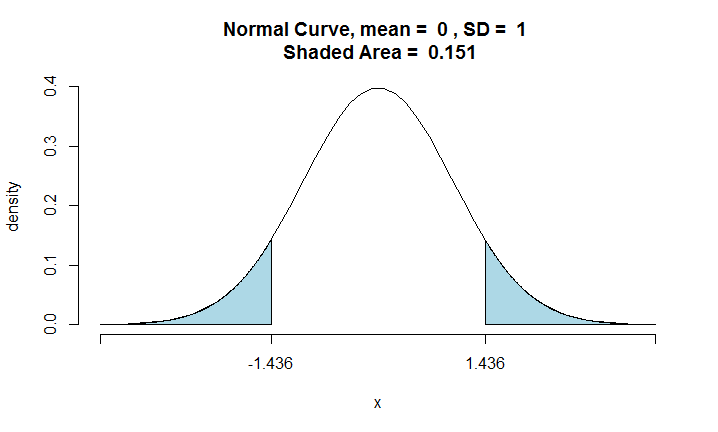 Normal Curve, mean =  0 , SD =  1
Shaded Area =  0.151
density
0.4
0.3
0.2
0.1
0.0
-1.436
1.436
x